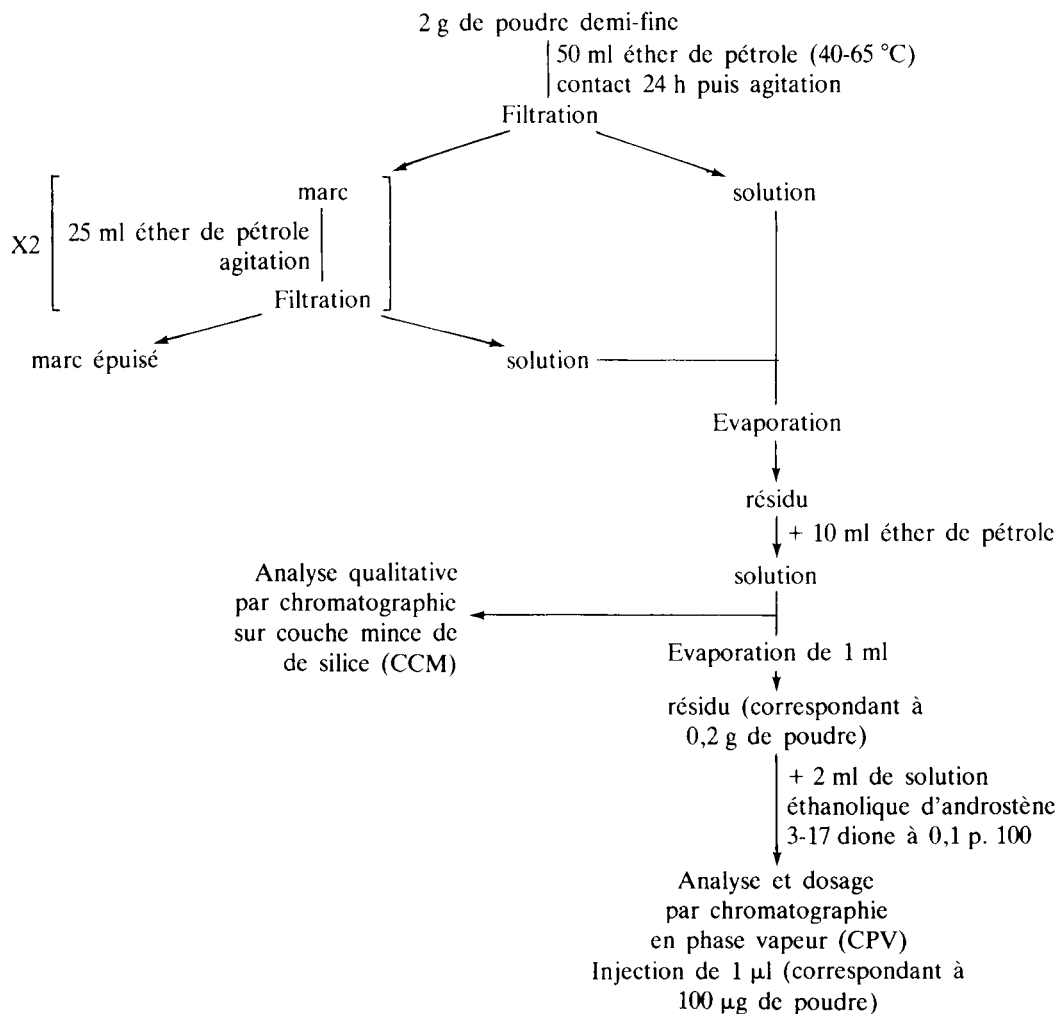 2 g de poudre demi-fine
50 ml éther de pétrole (40-65 °C)
contact 24 h puis agitation
Filtration
marc
solution
X2
25 ml éther de pétrole
agitation
Filtration
marc épuisé
solution
Evaporation
résidu
+ 10 ml éther de pétrole
solution
Analyse qualitative
par chromatographie
sur couche mince de
de silice (CCM)
Evaporation de 1 ml
résidu (correspondant à
0,2 g de poudre)
+ 2 ml de solution
éthanolique d'androstène
3-17 dione à 0,1 p. 100
Analyse et dosage
par chromatographie
en phase vapeur (CPV)
Injection de 1 µl (correspondant à
100 µg de poudre)